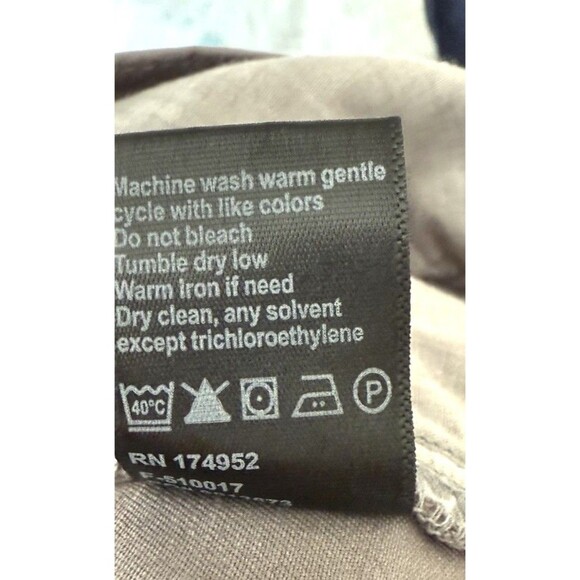 Machine wash warm gentle
cycle with like colors
Do not bleach
Tumble dry low
Warm Iron if need
Dry clean, any solvent
except trichloroethylene
40°C P
RN 174952
F-510017